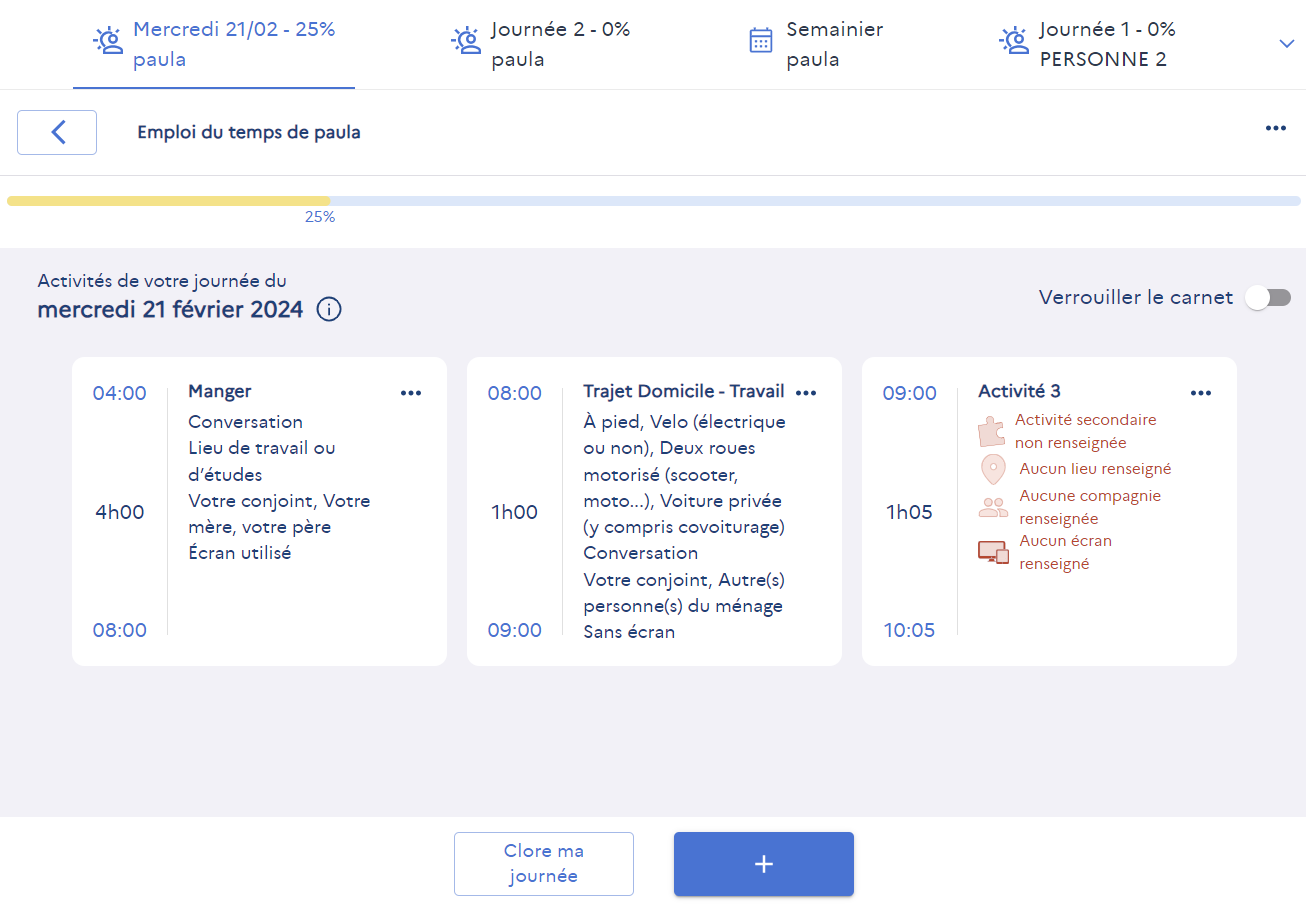 Mercredi 21/02 - 25%
paula
Journée 2 - 0%
paula
Semainier
paula
Journée 1 - 0%
PERSONNE 2
Emploi du temps de paula
25%
Activités de votre journée du
mercredi 21 février 2024
Verrouiller le carnet
04:00
4h00
08:00
Manger
Conversation
Lieu de travail ou
d’études
Votre conjoint, Votre
mère, votre père
Écran utilisé
08:00
1h00
09:00
Trajet Domicile - Travail
À pied, Velo (électrique
ou non), Deux roues
motorisé (scooter,
moto...), Voiture privée
(y compris covoiturage)
Conversation
Votre conjoint, Autre(s)
personne(s) du ménage
Sans écran
09:00
1h05
10:05
Activité 3
Activité secondaire
non renseignée
Aucun lieu renseigné
Aucune compagnie
renseignée
Aucun écran
renseigné
Clore ma
journée
+